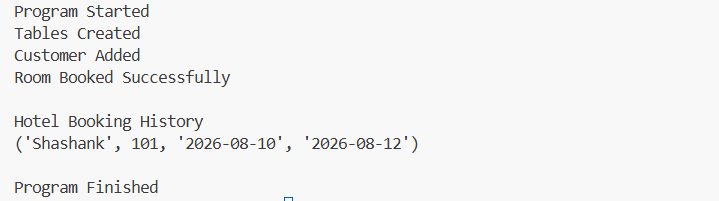 Program Started
Tables Created
Customer Added
Room Booked Successfully
Hotel Booking History
('Shashank', 101, '2026-08-10', '2026-08-12')
Program Finished